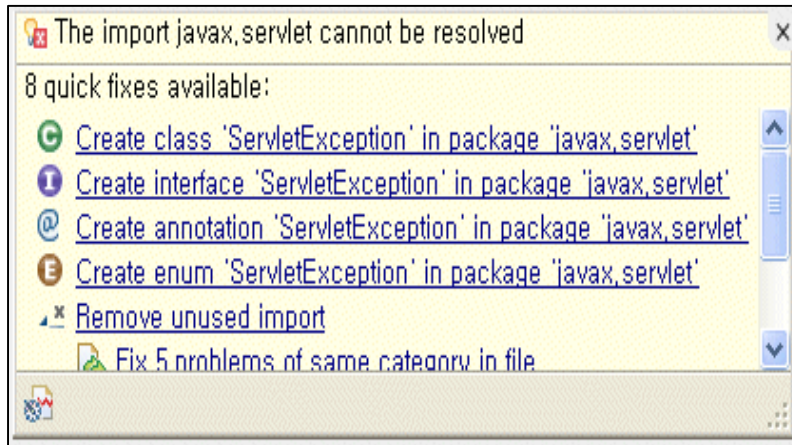 The import javax.servlet cannot be resolved
8 quick fixes available:
Create class 'ServletException' in package 'javax.servlet'
Create interface 'ServletException' in package 'javax.servlet'
Create annotation 'ServletException' in package 'javax.servlet'
Create enum 'ServletException' in package 'javax.servlet'
Remove unused import
Fix 5 problems of same category in file